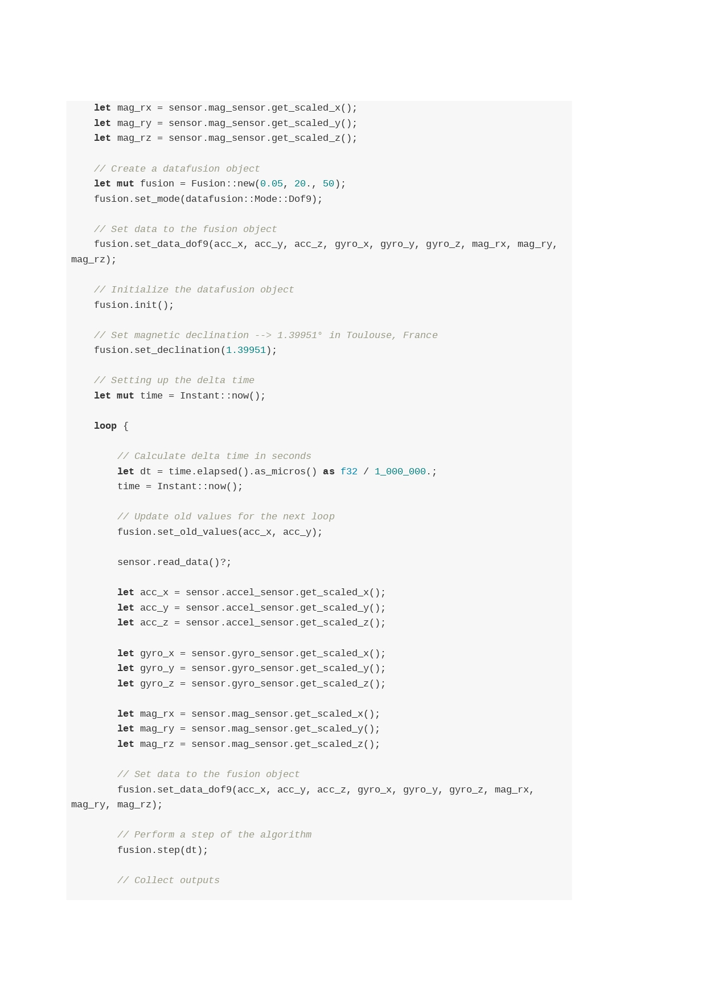 let mag_rx = sensor.mag_sensor.get_scaled_x();
let mag_ry = sensor.mag_sensor.get_scaled_y();
let mag_rz = sensor.mag_sensor.get_scaled_z();
// Create a datafusion object
let mut fusion = Fusion::new(0.05, 20., 50);
fusion.set_mode(datafusion::Mode::Dof9);
// Set data to the fusion object
fusion.set_data_dof9(acc_x, acc_y, acc_z, gyro_x, gyro_y, gyro_z, mag_rx, mag_ry,
mag_rz);
// Initialize the datafusion object
fusion.init();
// Set magnetic declination --> 1.39951° in Toulouse, France
fusion.set_declination(1.39951);
// Setting up the delta time
let mut time = Instant::now();
loop {
// Calculate delta time in seconds
let dt = time.elapsed().as_micros() as f32 / 1_000_000.;
time = Instant::now();
// Update old values for the next loop
fusion.set_old_values(acc_x, acc_y);
sensor.read_data()?;
let acc_x = sensor.accel_sensor.get_scaled_x();
let acc_y = sensor.accel_sensor.get_scaled_y();
let acc_z = sensor.accel_sensor.get_scaled_z();
let gyro_x = sensor.gyro_sensor.get_scaled_x();
let gyro_y = sensor.gyro_sensor.get_scaled_y();
let gyro_z = sensor.gyro_sensor.get_scaled_z();
let mag_rx = sensor.mag_sensor.get_scaled_x();
let mag_ry = sensor.mag_sensor.get_scaled_y();
let mag_rz = sensor.mag_sensor.get_scaled_z();
// Set data to the fusion object
fusion.set_data_dof9(acc_x, acc_y, acc_z, gyro_x, gyro_y, gyro_z, mag_rx,
mag_ry, mag_rz);
// Perform a step of the algorithm
fusion.step(dt);
// Collect outputs